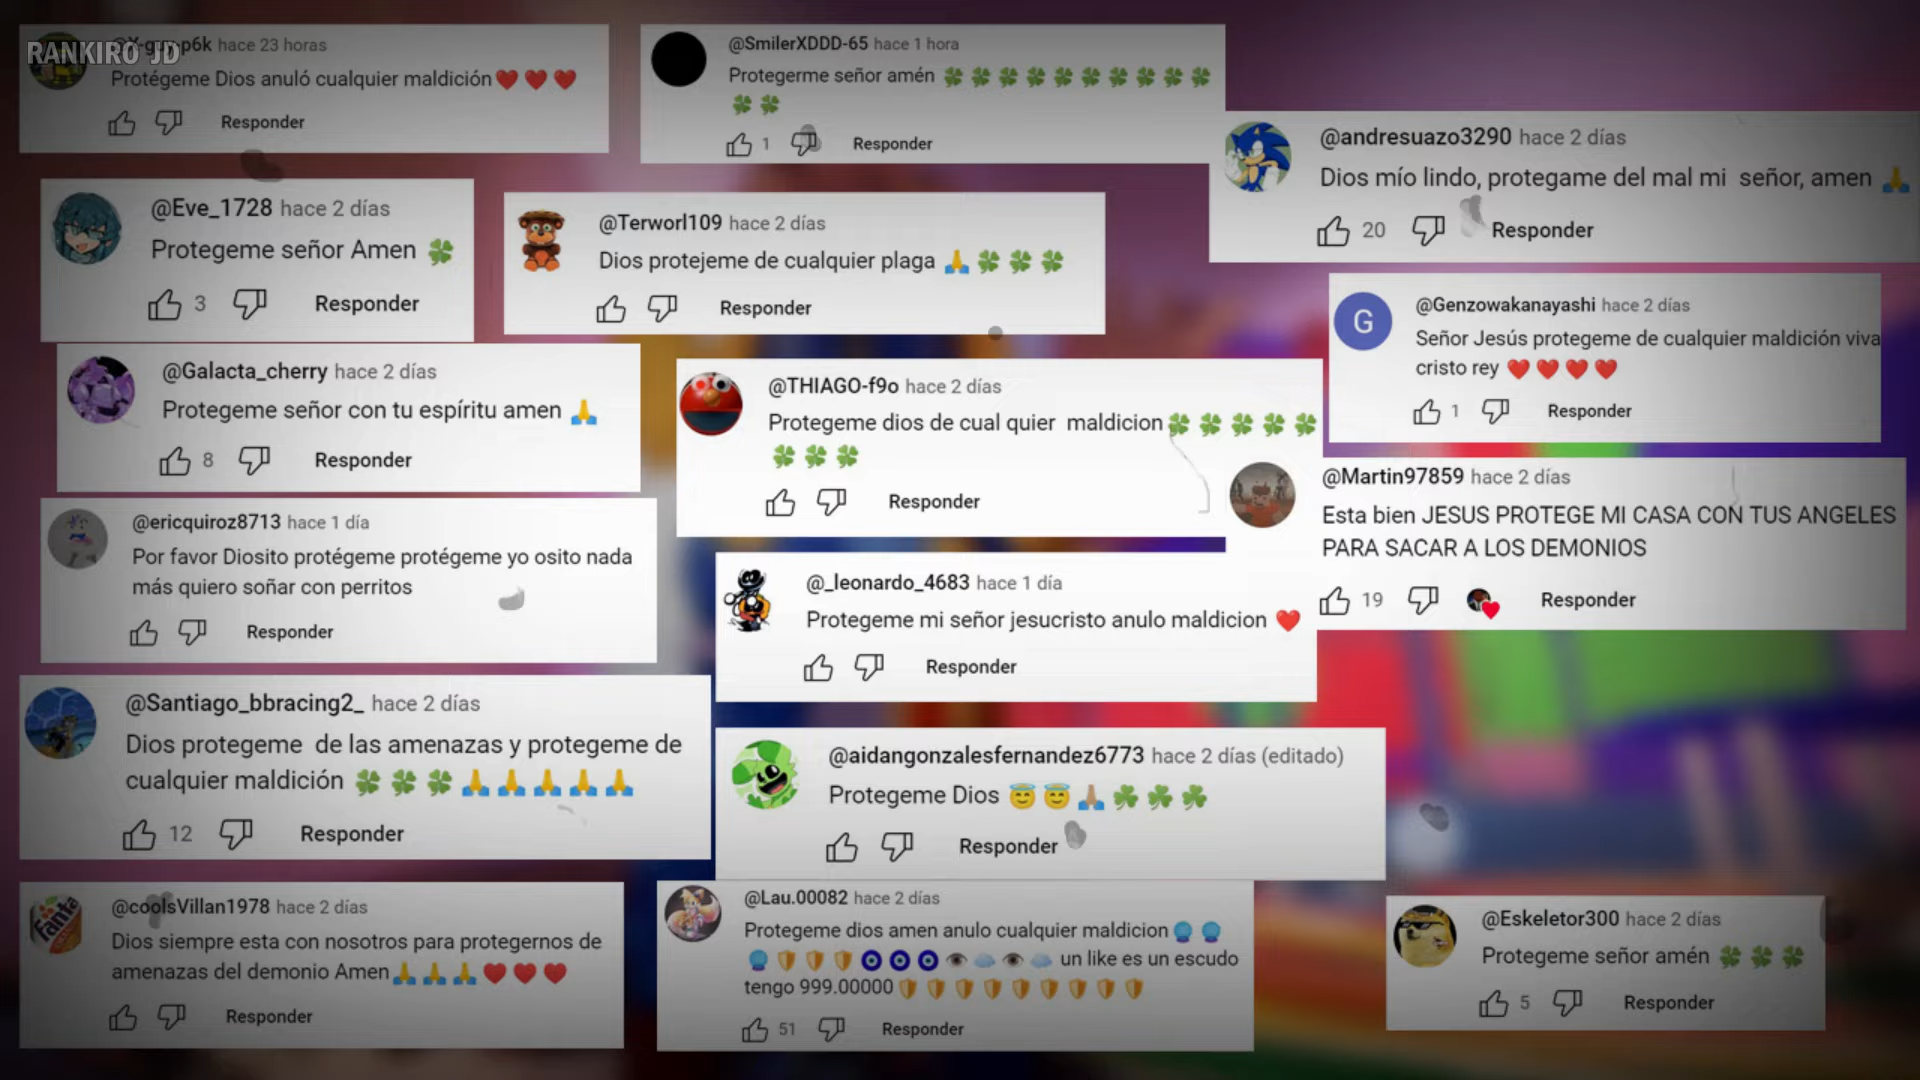 RANKIRO JD
hace 23 horas
Protégeme Dios anuló cualquier maldición❤️❤️❤️
Responder
@SmilerXDDD-65 hace 1 hora
Protegerme señor amén 🍀🍀🍀🍀🍀🍀🍀🍀🍀🍀
🍀🍀
1 Responder
@andresuazo3290 hace 2 días
Dios mío lindo, protegame del mal mi señor, amen 🙏
20 Responder
@Eve_1728 hace 2 días
Protegeme señor Amen 🍀
3 Responder
@Terworl109 hace 2 días
Dios protejeme de cualquier plaga 🙏🍀🍀🍀
Responder
@Genzowakanayashi hace 2 días
Señor Jesús protegeme de cualquier maldición viva
cristo rey ❤️❤️❤️❤️
1 Responder
G
@Galacta_cherry hace 2 días
Protegeme señor con tu espíritu amen 🙏
8 Responder
@THIAGO-f9o hace 2 días
Protegeme dios de cual quier maldicion🍀🍀🍀🍀🍀
🍀🍀🍀
Responder
@Martin97859 hace 2 días
Esta bien JESUS PROTEGE MI CASA CON TUS ANGELES
PARA SACAR A LOS DEMONIOS
19 Responder
@ericquiroz8713 hace 1 día
Por favor Diosito protégeme protégeme yo osito nada
más quiero soñar con perritos
Responder
@_leonardo_4683 hace 1 día
Protegeme mi señor jesucristo anulo maldicion ❤️
Responder
@Santiago_bbracing2_ hace 2 días
Dios protegeme de las amenazas y protegeme de
cualquier maldición 🍀🍀🍀🙏🙏🙏🙏🙏
12 Responder
@aidangonzalesfernandez6773 hace 2 días (editado)
Protegeme Dios 😇😇🙏🏽☘️☘️☘️
Responder
Fanta
@coolsVillan1978 hace 2 días
Dios siempre esta con nosotros para protegernos de
amenazas del demonio Amen🙏🙏🙏❤️❤️❤️
Responder
@Lau.00082 hace 2 días
Protegeme dios amen anulo cualquier maldicion 🔮🔮
🔮🛡️🛡️🛡️🧿🧿🧿👁️☁️👁️☁️ un like es un escudo
tengo 999.00000 🛡️🛡️🛡️🛡️🛡️🛡️🛡️🛡️🛡️
51 Responder
@Eskeletor300 hace 2 días
Protegeme señor amén 🍀🍀🍀
5 Responder